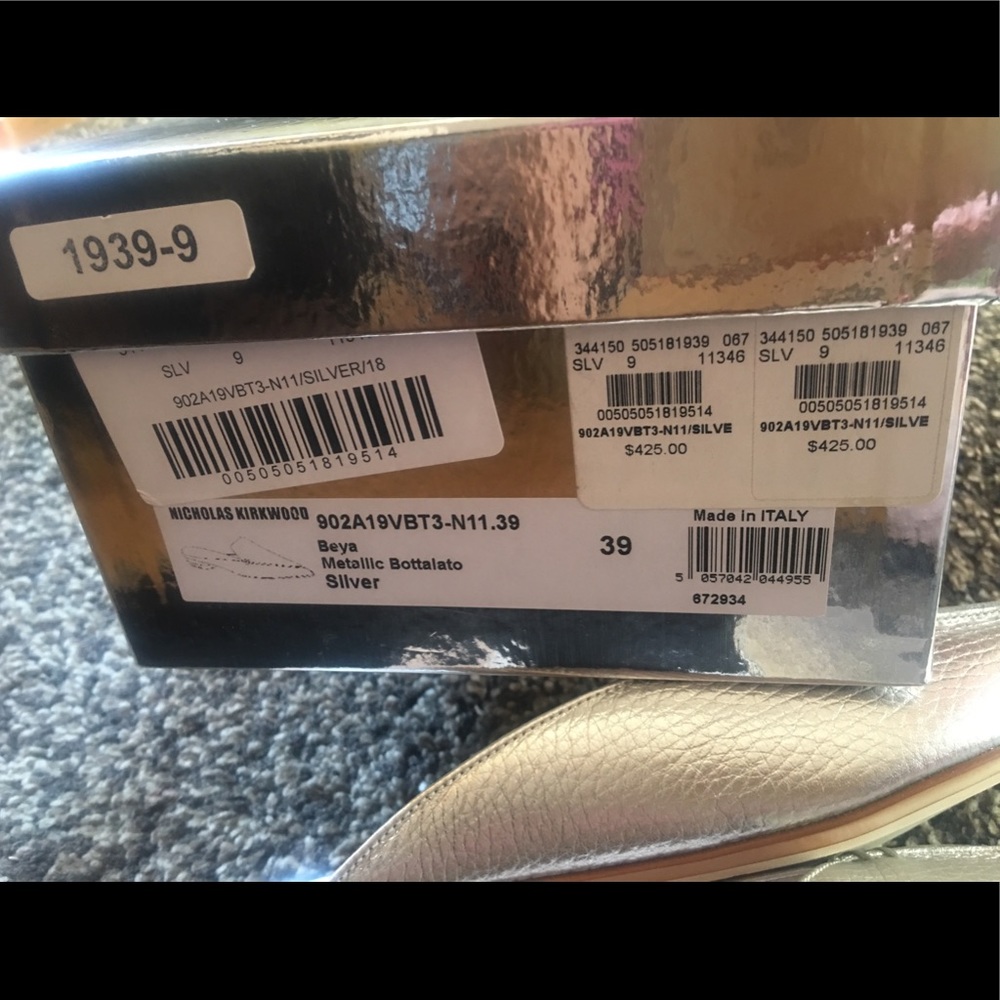 1939-9
SLV 9
902A19VBT3-N11/SILVER/18
00505051819514
344150 505181939 067
SLV 9 11346
00505051819514
902A19VBT3-N11/SILVE
$425.00
344150 505181939 067
SLV 9 11346
00505051819514
902A19VBT3-N11/SILVE
$425.00
NICHOLAS KIRKWOOD
902A19VBT3-N11.39
Beya
Metallic Bottalato
Silver
39
Made in ITALY
5 057042 044955
672934